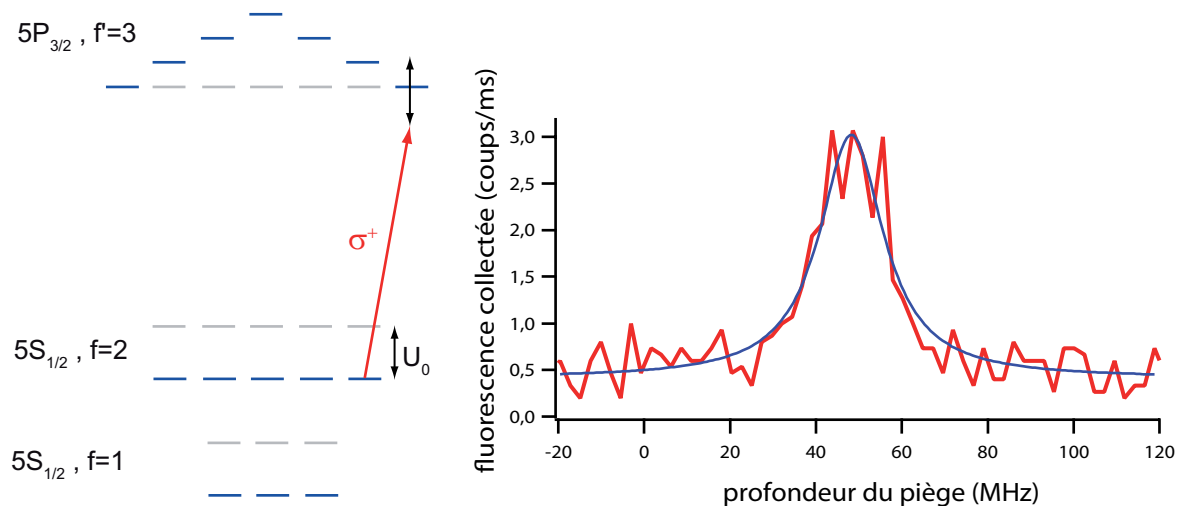 5P3/2 , f'=3
σ+
5S1/2 , f=2
U0
5S1/2 , f=1
fluorescence collectée (coups/ms)
3,0
2,5
2,0
1,5
1,0
0,5
0,0
-20 0 20 40 60 80 100 120
profondeur du piège (MHz)